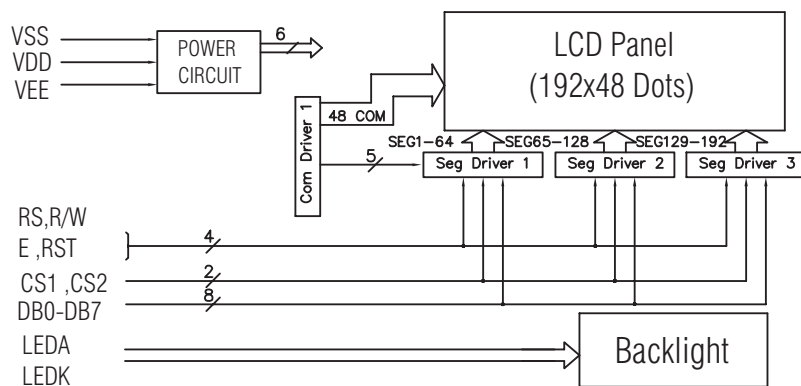 VSS
VDD
VEE
POWER
CIRCUIT
6
LCD Panel
(192x48 Dots)
Com Driver 1
48 COM
5
SEG1-64
SEG65-128
SEG129-192
Seg Driver 1
Seg Driver 2
Seg Driver 3
RS,R/W
E ,RST
4
CS1 ,CS2
2
DB0-DB7
8
LEDA
LEDK
Backlight